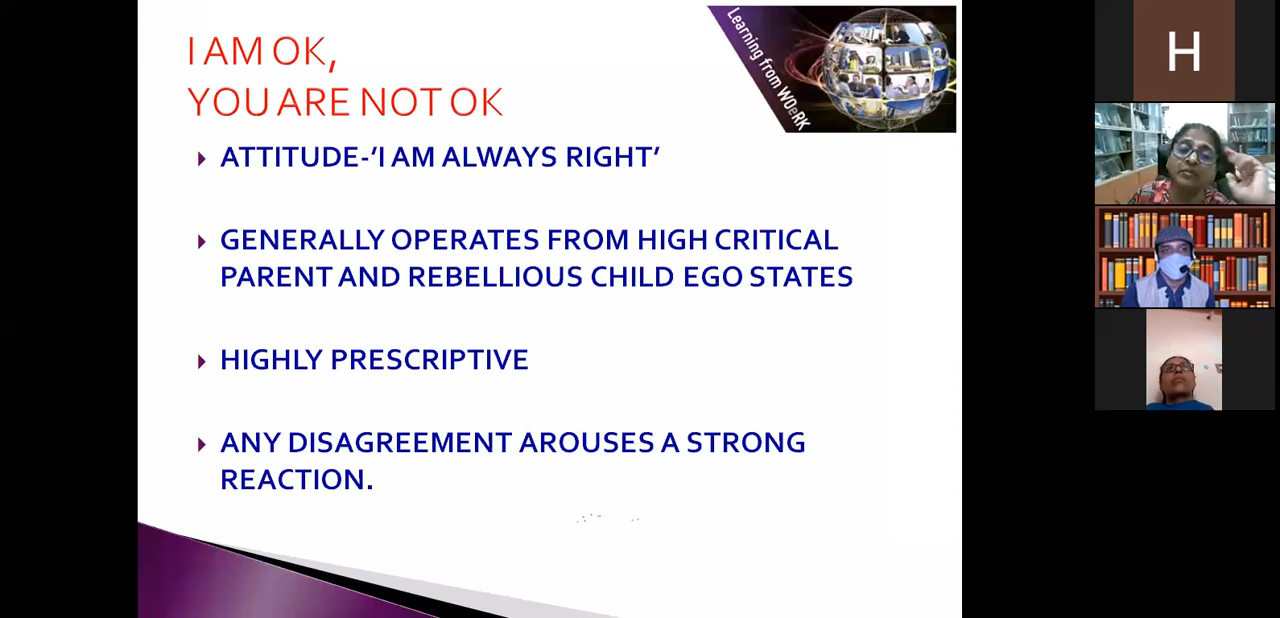 I AM OK,
YOU ARE NOT OK
Learning from WOeRK
ATTITUDE-‘I AM ALWAYS RIGHT’
GENERALLY OPERATES FROM HIGH CRITICAL
PARENT AND REBELLIOUS CHILD EGO STATES
HIGHLY PRESCRIPTIVE
ANY DISAGREEMENT AROUSES A STRONG
REACTION.
H